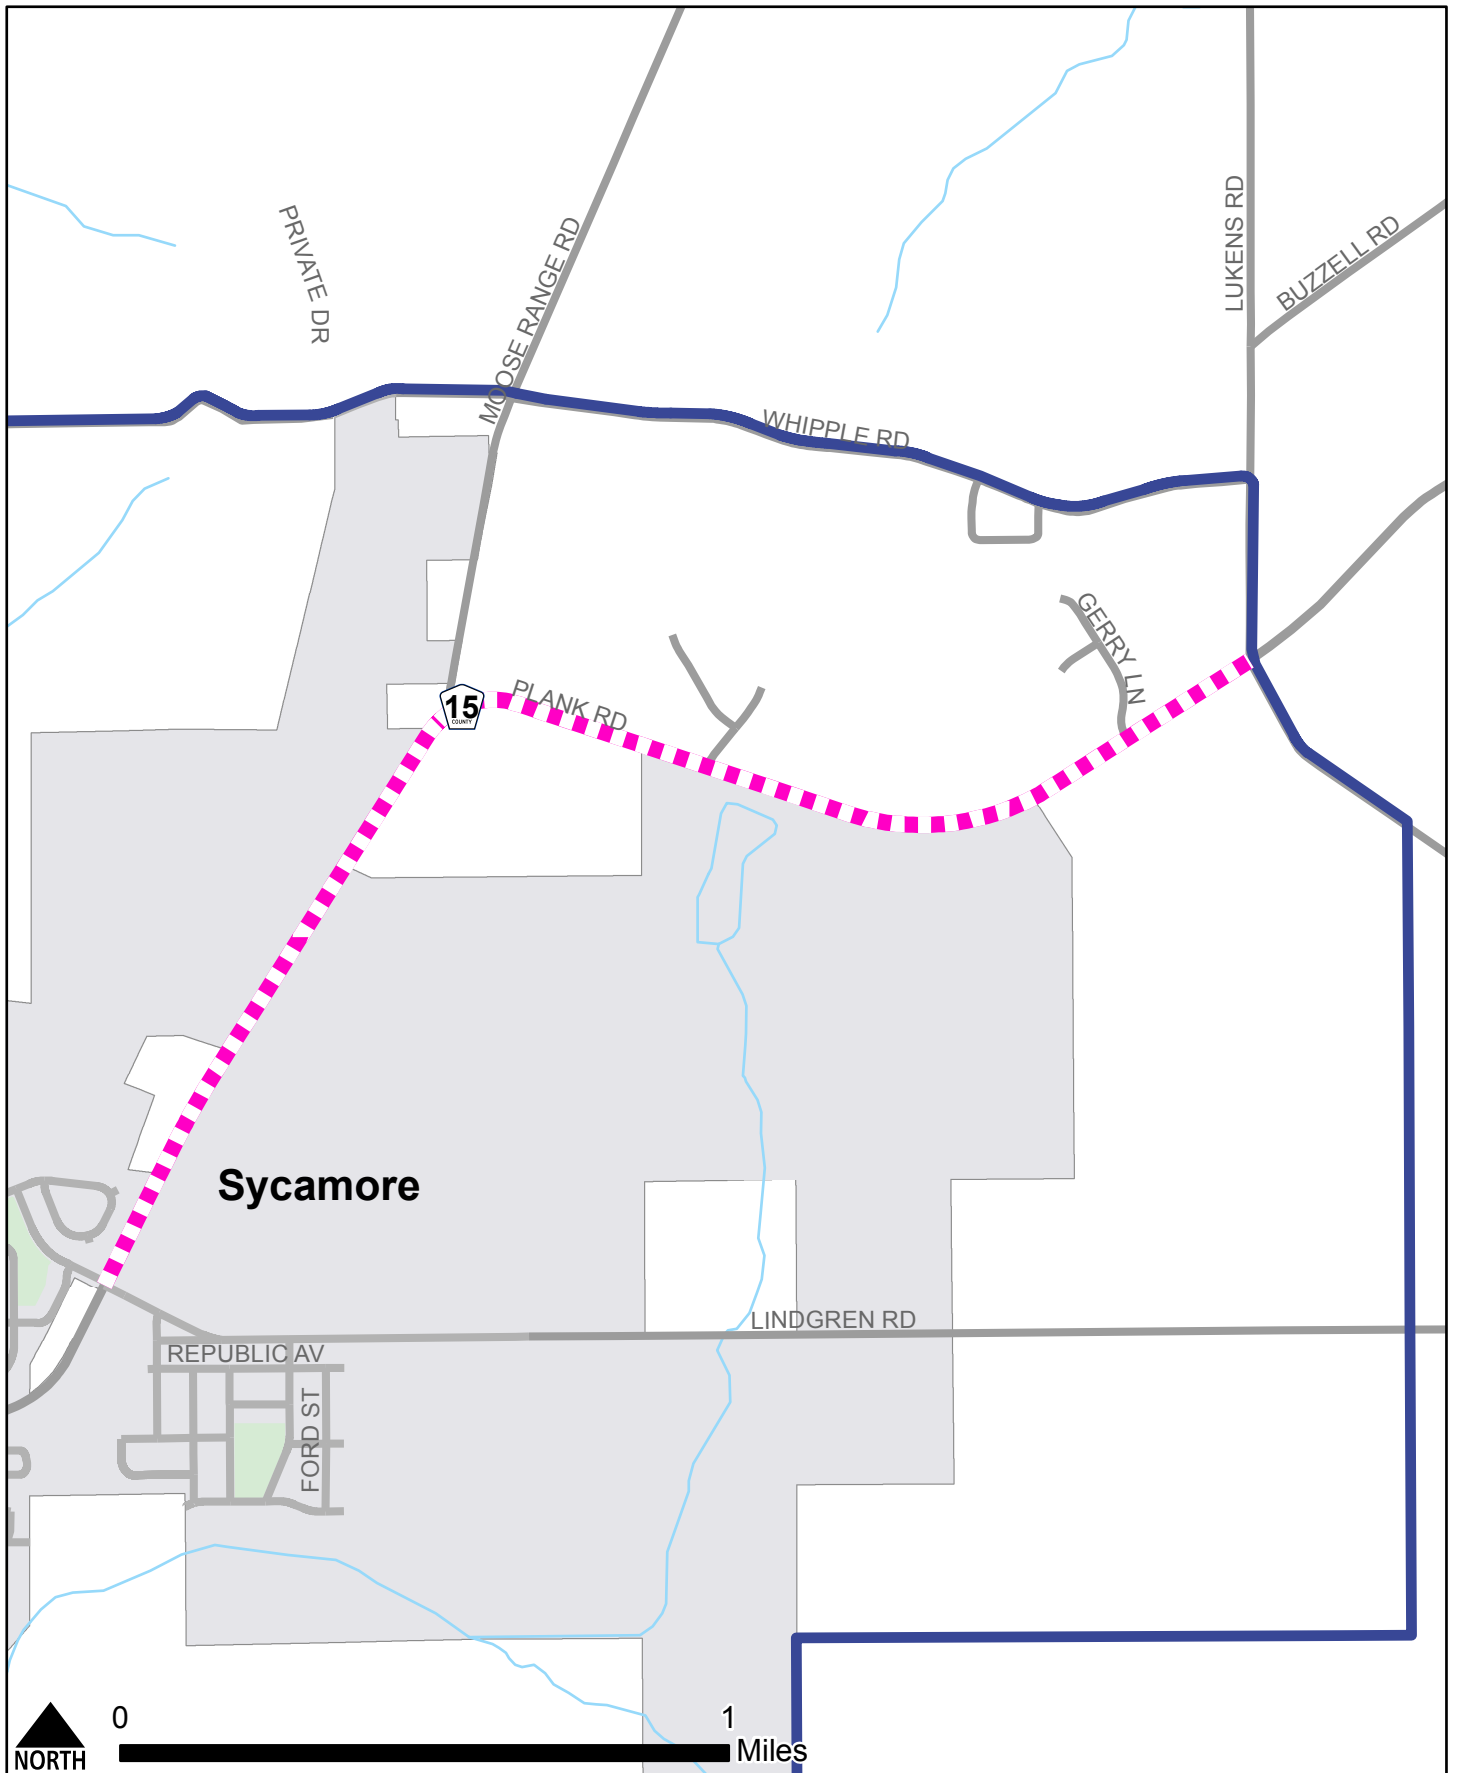 PRIVATE DR
MOOSE RANGE RD
LUKENS RD
BUZZELL RD
WHIPPLE RD
GERRY LN
15
COUNTY
PLANK RD
Sycamore
LINDGREN RD
REPUBLIC AV
FORD ST
0
1
Miles
NORTH